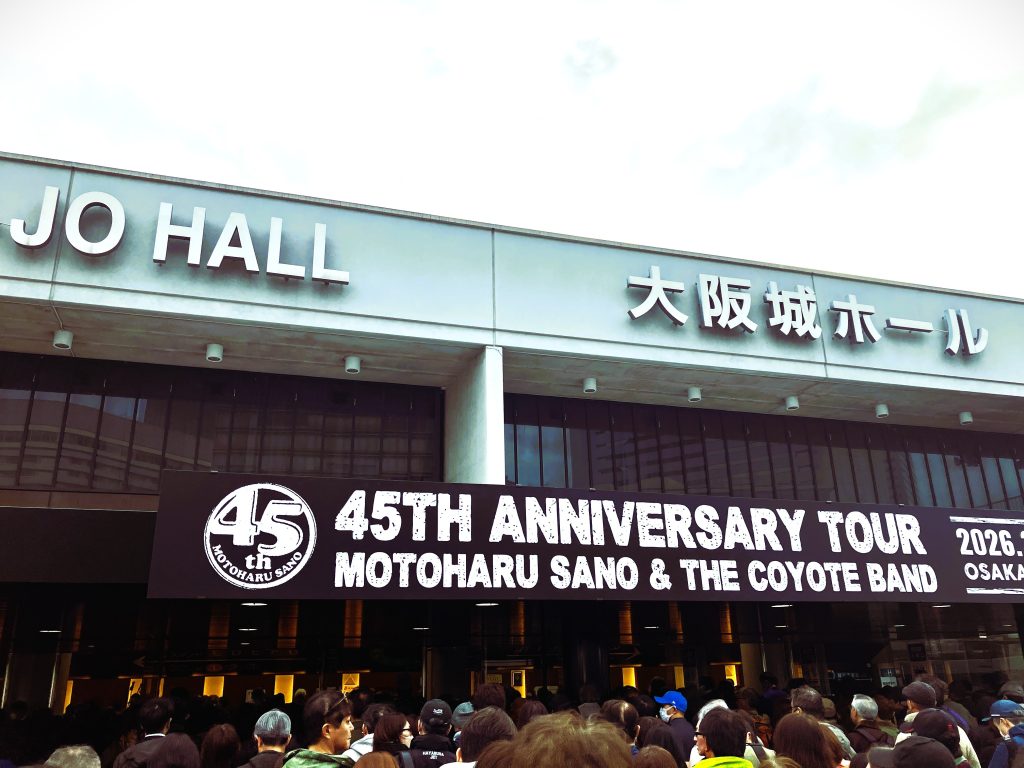 JO HALL
大阪城ホール
45
th
MOTOHARU SANO
45TH ANNIVERSARY TOUR
MOTOHARU SANO & THE COYOTE BAND
2026.
OSAKA